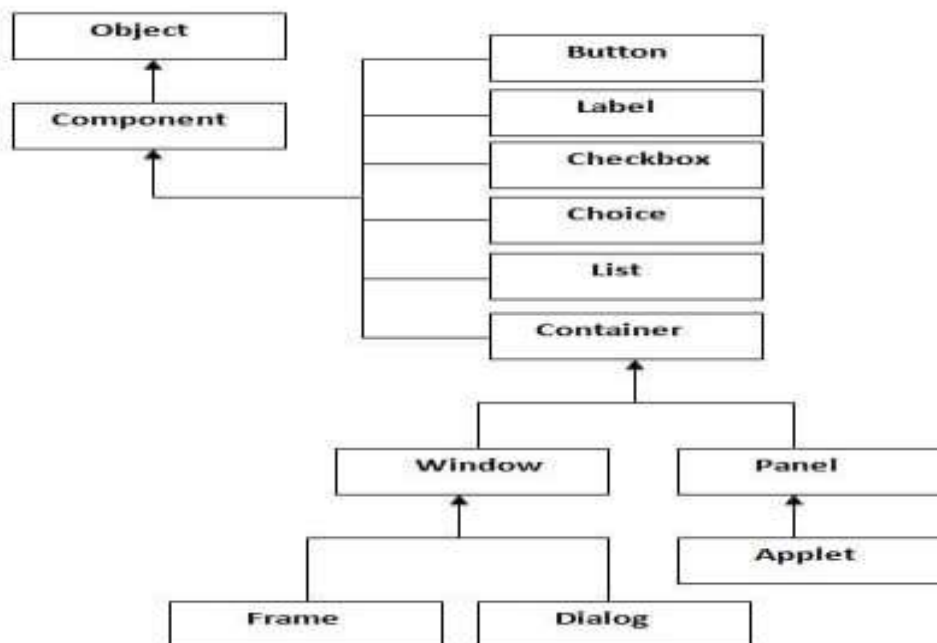 Object
Component
Button
Label
Checkbox
Choice
List
Container
Window
Panel
Applet
Frame
Dialog